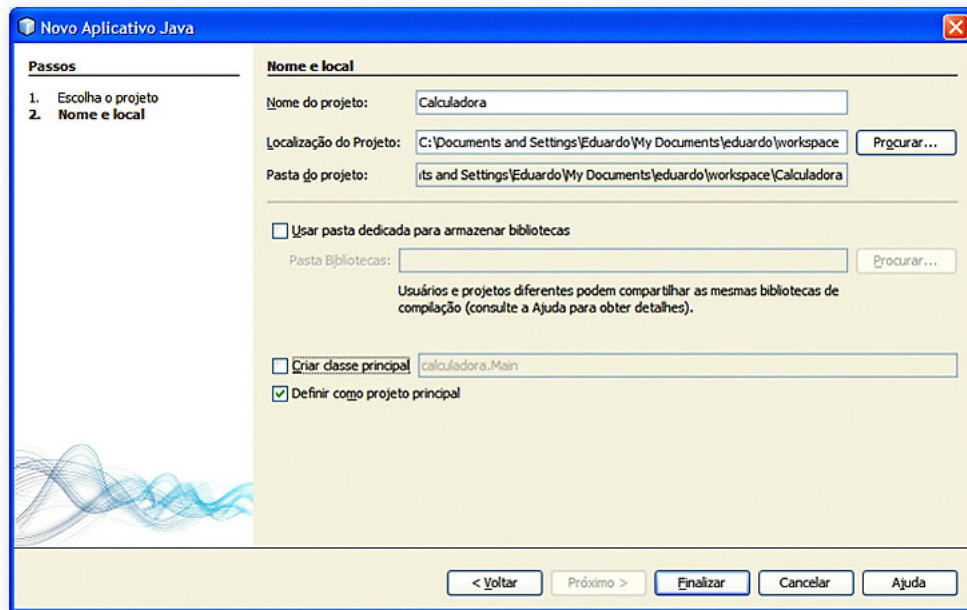 Novo Aplicativo Java
Passos
1. Escolha o projeto
2. Nome e local
Nome e local
Nome do projeto: Calculadora
Localização do Projeto: C:\Documents and Settings\Eduardo\My Documents\eduardo\workspace Procurar...
Pasta do projeto: nts and Settings\Eduardo\My Documents\eduardo\workspace\Calculadora
Usar pasta dedicada para armazenar bibliotecas
Pasta Bibliotecas: Procurar...
Usuários e projetos diferentes podem compartilhar as mesmas bibliotecas de
compilação (consulte a Ajuda para obter detalhes).
Criar classe principal calculadora.Main
Definir como projeto principal
< Voltar Próximo > Finalizar Cancelar Ajuda